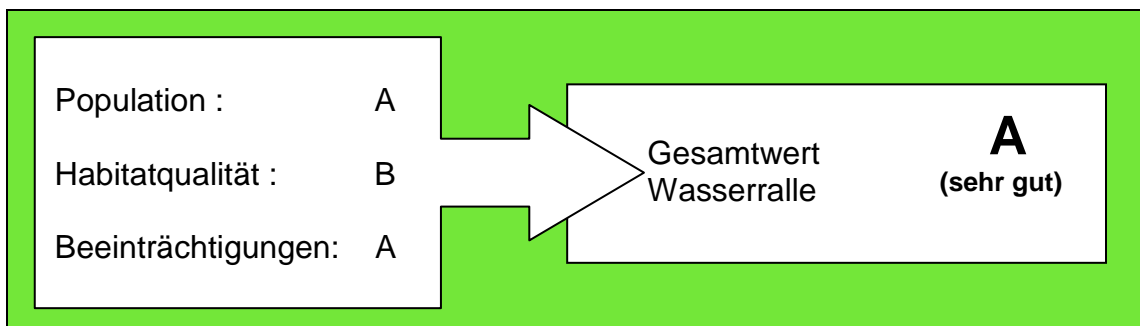 Population : A
Habitatqualität : B
Beeinträchtigungen: A
Gesamtwert
Wasserralle
A
(sehr gut)